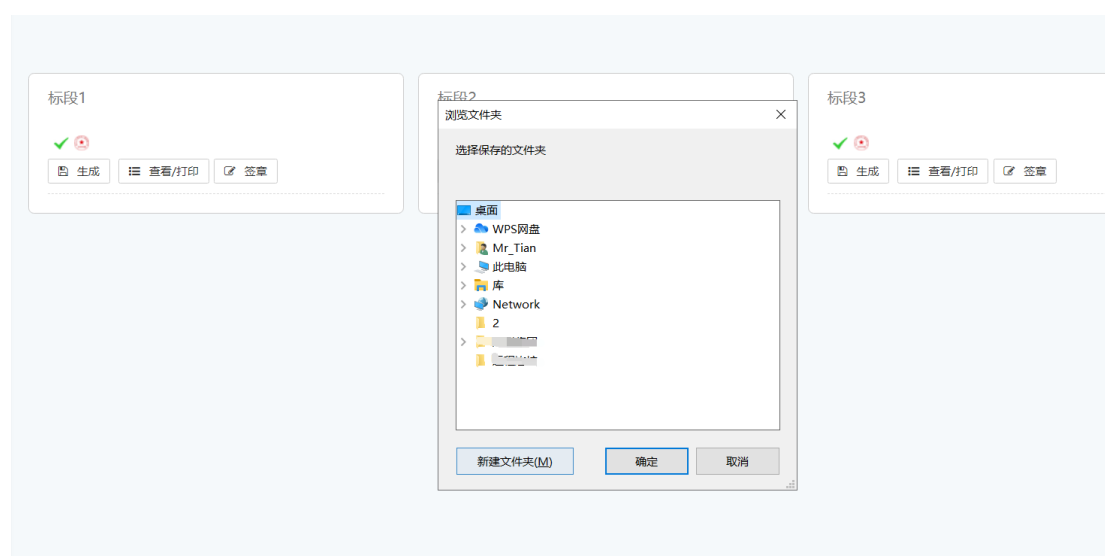 标段1
标段2
标段3
浏览文件夹
选择保存的文件夹
生成
查看/打印
签章
生成
查看/打印
签章
桌面
WPS网盘
Mr_Tian
此电脑
库
Network
2
新建文件夹(M)
确定
取消